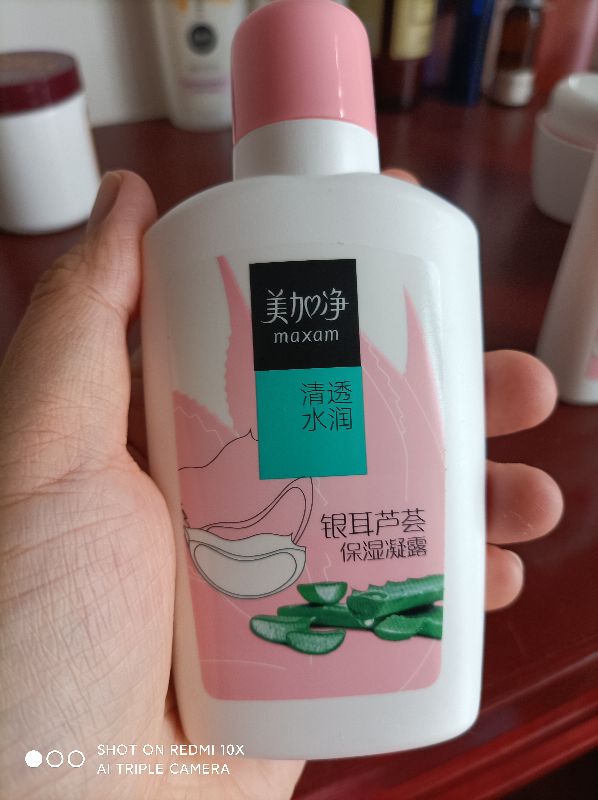 美加净
maxam
清透
水润
银耳芦荟
保湿凝露
SHOT ON REDMI 10X
AI TRIPLE CAMERA